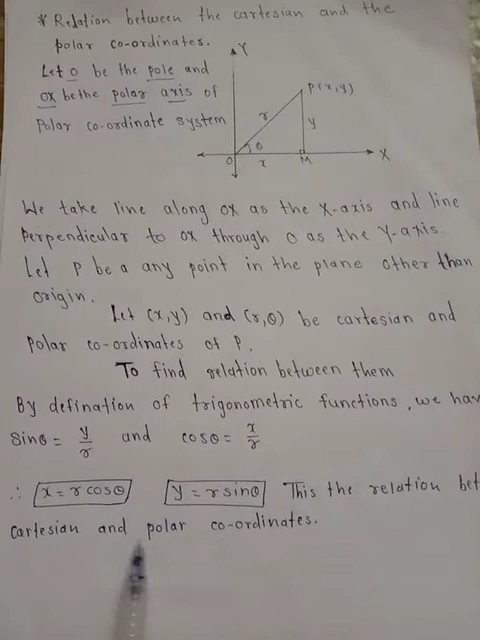 * Relation between the cartesian and the
polar co-ordinates.
Let O be the pole and
OX be the polar axis of
Polar co-ordinate system
Y
P(x,y)
r
y
θ
O
x
M
X
We take line along OX as the X-axis and line
Perpendicular to OX through O as the Y-axis.
Let P be a any point in the plane other than
origin.
Let (x,y) and (r,θ) be cartesian and
Polar co-ordinates of P.
To find relation between them
By defination of trigonometric functions, we hav
sinθ = y/r and cosθ = x/r
∴ x = r cosθ y = r sinθ This the relation bet
cartesian and polar co-ordinates.